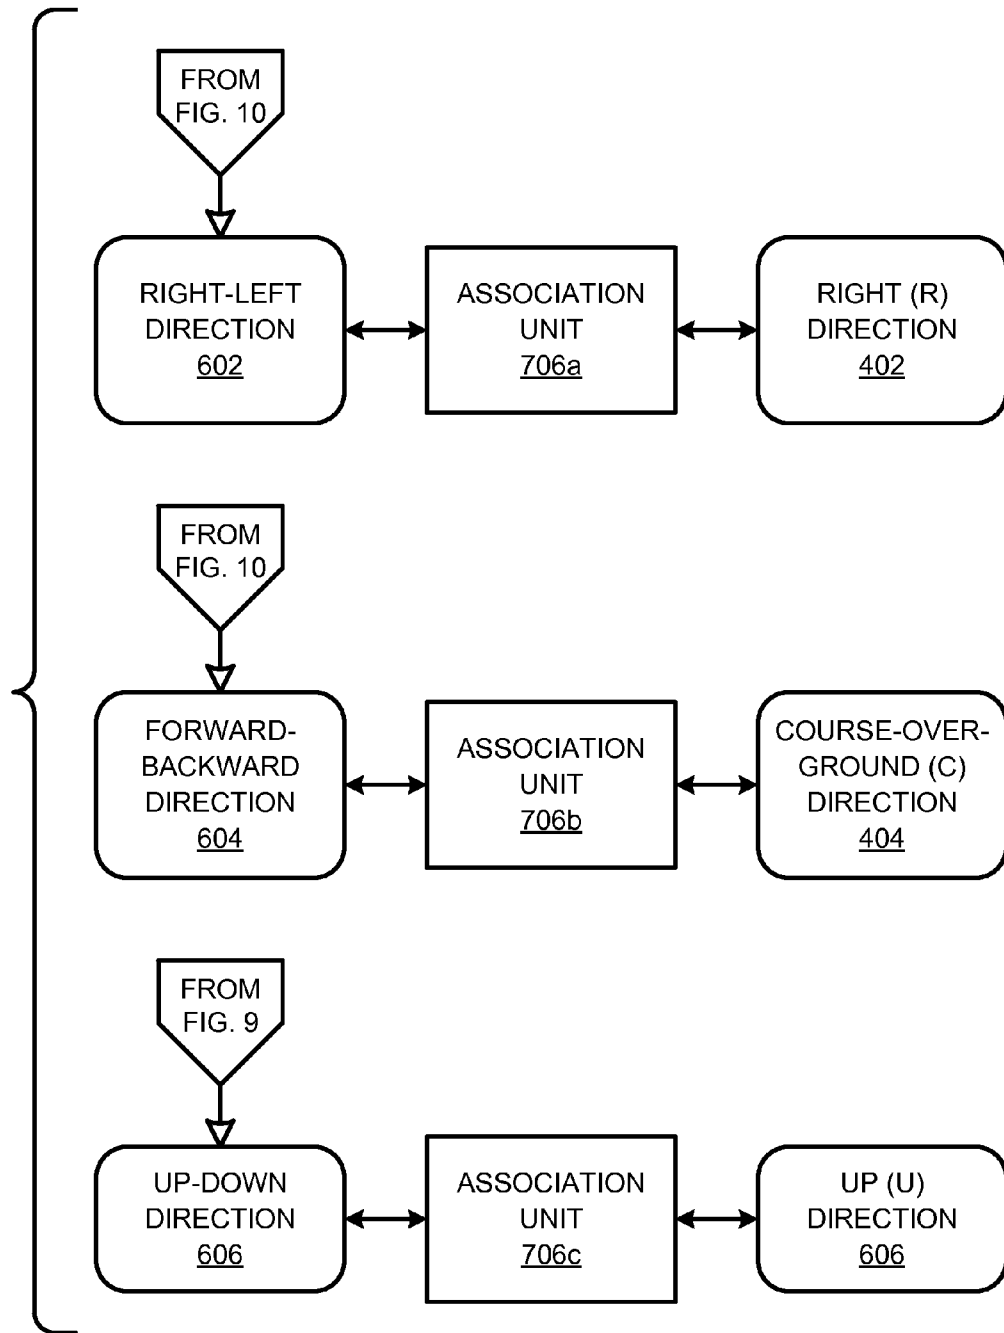 FROM
FIG. 10
RIGHT-LEFT
DIRECTION
602
ASSOCIATION
UNIT
706a
RIGHT (R)
DIRECTION
402
FROM
FIG. 10
FORWARD-
BACKWARD
DIRECTION
604
ASSOCIATION
UNIT
706b
COURSE-OVER-
GROUND (C)
DIRECTION
404
FROM
FIG. 9
UP-DOWN
DIRECTION
606
ASSOCIATION
UNIT
706c
UP (U)
DIRECTION
606